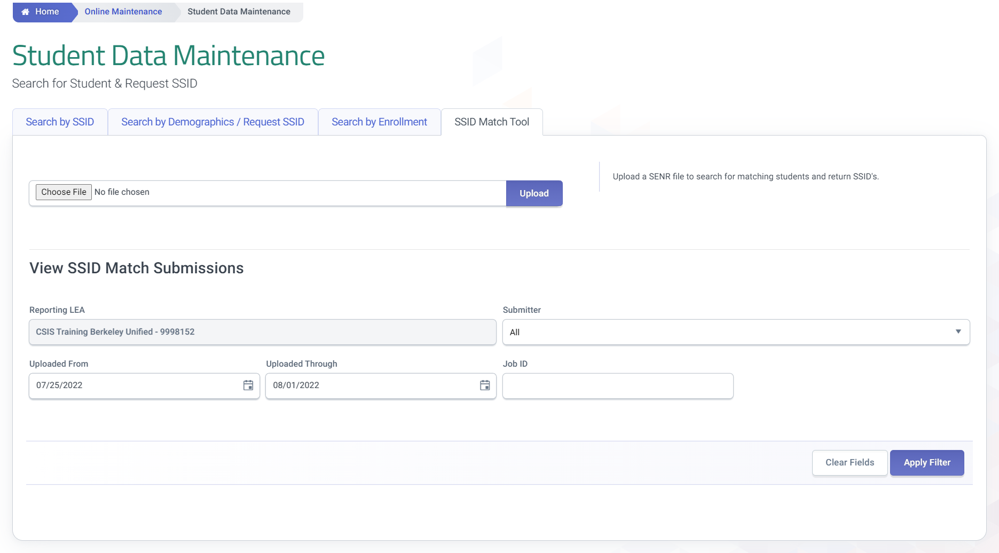 Home Online Maintenance Student Data Maintenance
Student Data Maintenance
Search for Student & Request SSID
Search by SSID Search by Demographics / Request SSID Search by Enrollment SSID Match Tool
Upload a SENR file to search for matching students and return SSID's.
Choose File No file chosen Upload
View SSID Match Submissions
Reporting LEA Submitter
CSIS Training Berkeley Unified - 9998152 All
Uploaded From Uploaded Through Job ID
07/25/2022 08/01/2022
Clear Fields Apply Filter